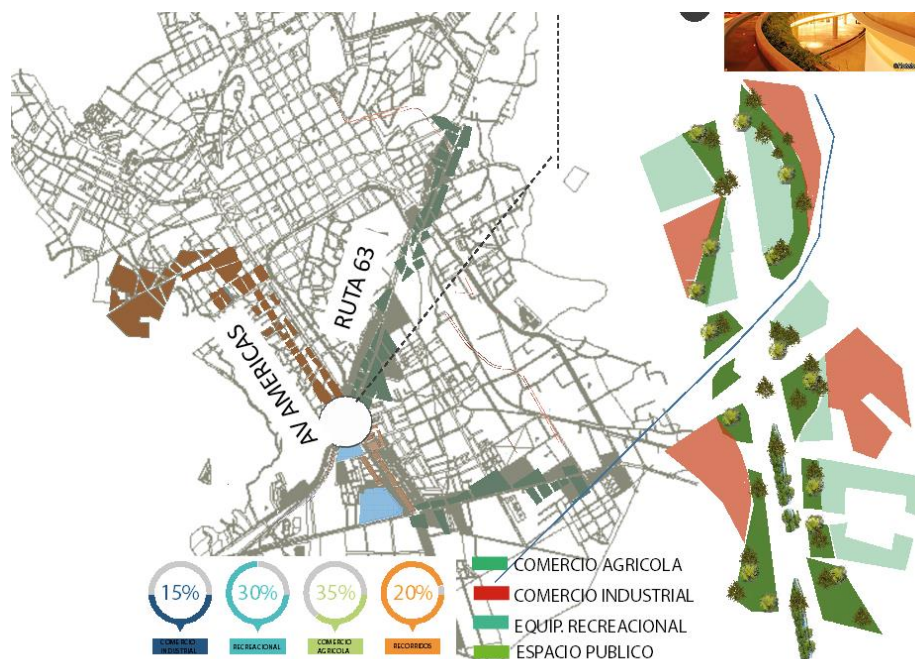 RUTA 63
AV AMERICAS
15%
30%
35%
20%
COMERCIO
INDUSTRIAL
RECREACIONAL
COMERCIO
AGRICOLA
RECORRIDOS
COMERCIO AGRICOLA
COMERCIO INDUSTRIAL
EQUIP. RECREACIONAL
ESPACIO PUBLICO